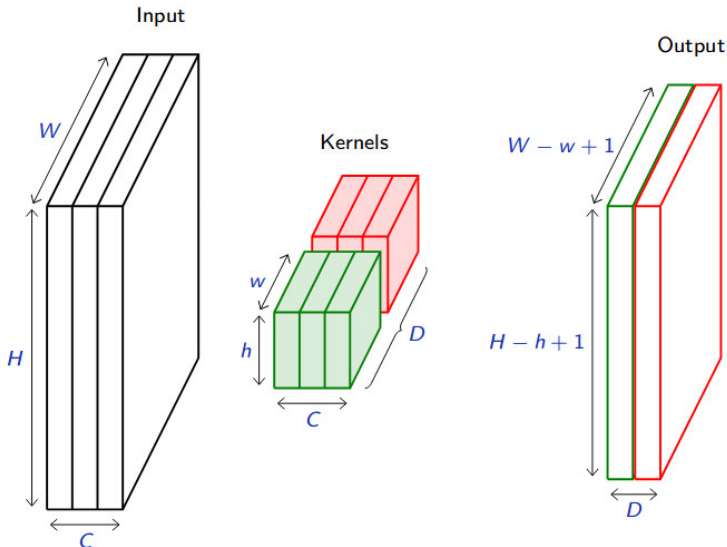 Input
W
H
C
Kernels
w
h
C
D
Output
W − w + 1
H − h + 1
D